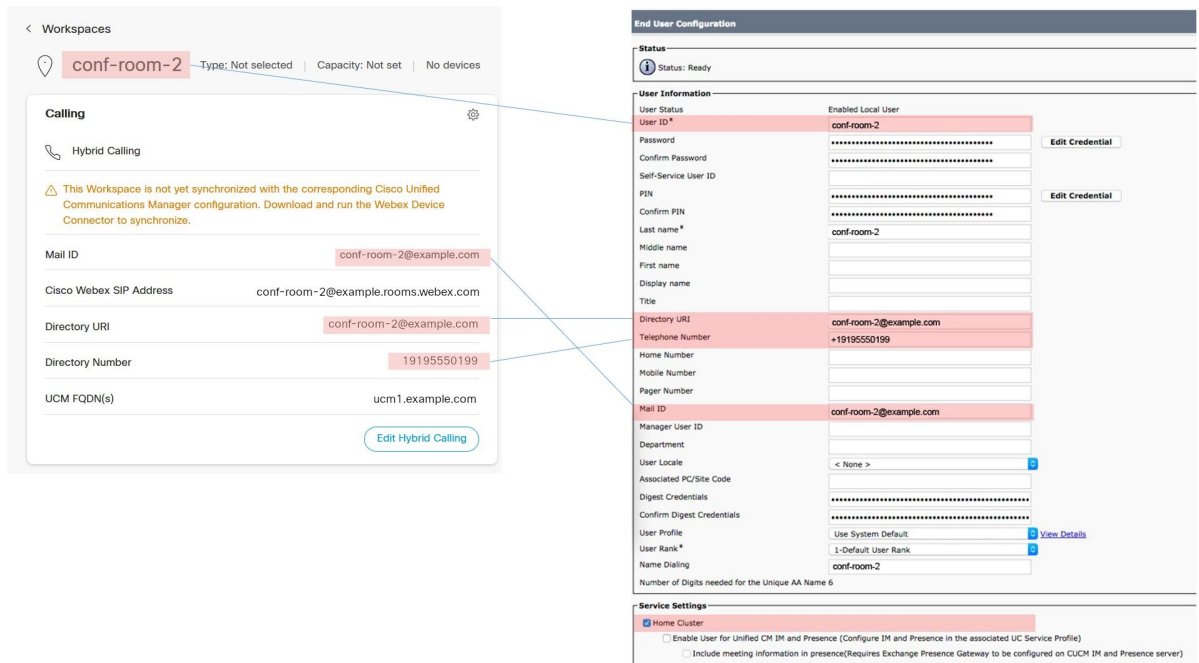 < Workspaces
conf-room-2 Type: Not selected | Capacity: Not set | No devices
Calling
Hybrid Calling
This Workspace is not yet synchronized with the corresponding Cisco Unified
Communications Manager configuration. Download and run the Webex Device
Connector to synchronize.
Mail ID conf-room-2@example.com
Cisco Webex SIP Address conf-room-2@example.rooms.webex.com
Directory URI conf-room-2@example.com
Directory Number 19195550199
UCM FQDN(s) ucm1.example.com
Edit Hybrid Calling
End User Configuration
Status
Status: Ready
User Information
User Status Enabled Local User
User ID* conf-room-2
Password Edit Credential
Confirm Password
Self-Service User ID
PIN Edit Credential
Confirm PIN
Last name* conf-room-2
Middle name
First name
Display name
Title
Directory URI conf-room-2@example.com
Telephone Number +19195550199
Home Number
Mobile Number
Pager Number
Mail ID conf-room-2@example.com
Manager User ID
Department
User Locale < None >
Associated PC/Site Code
Digest Credentials
Confirm Digest Credentials
User Profile Use System Default View Details
User Rank* 1-Default User Rank
Name Dialing conf-room-2
Number of Digits needed for the Unique AA Name 6
Service Settings
Home Cluster
Enable User for Unified CM IM and Presence (Configure IM and Presence in the associated UC Service Profile)
Include meeting information in presence(Requires Exchange Presence Gateway to be configured on CUCM IM and Presence server)